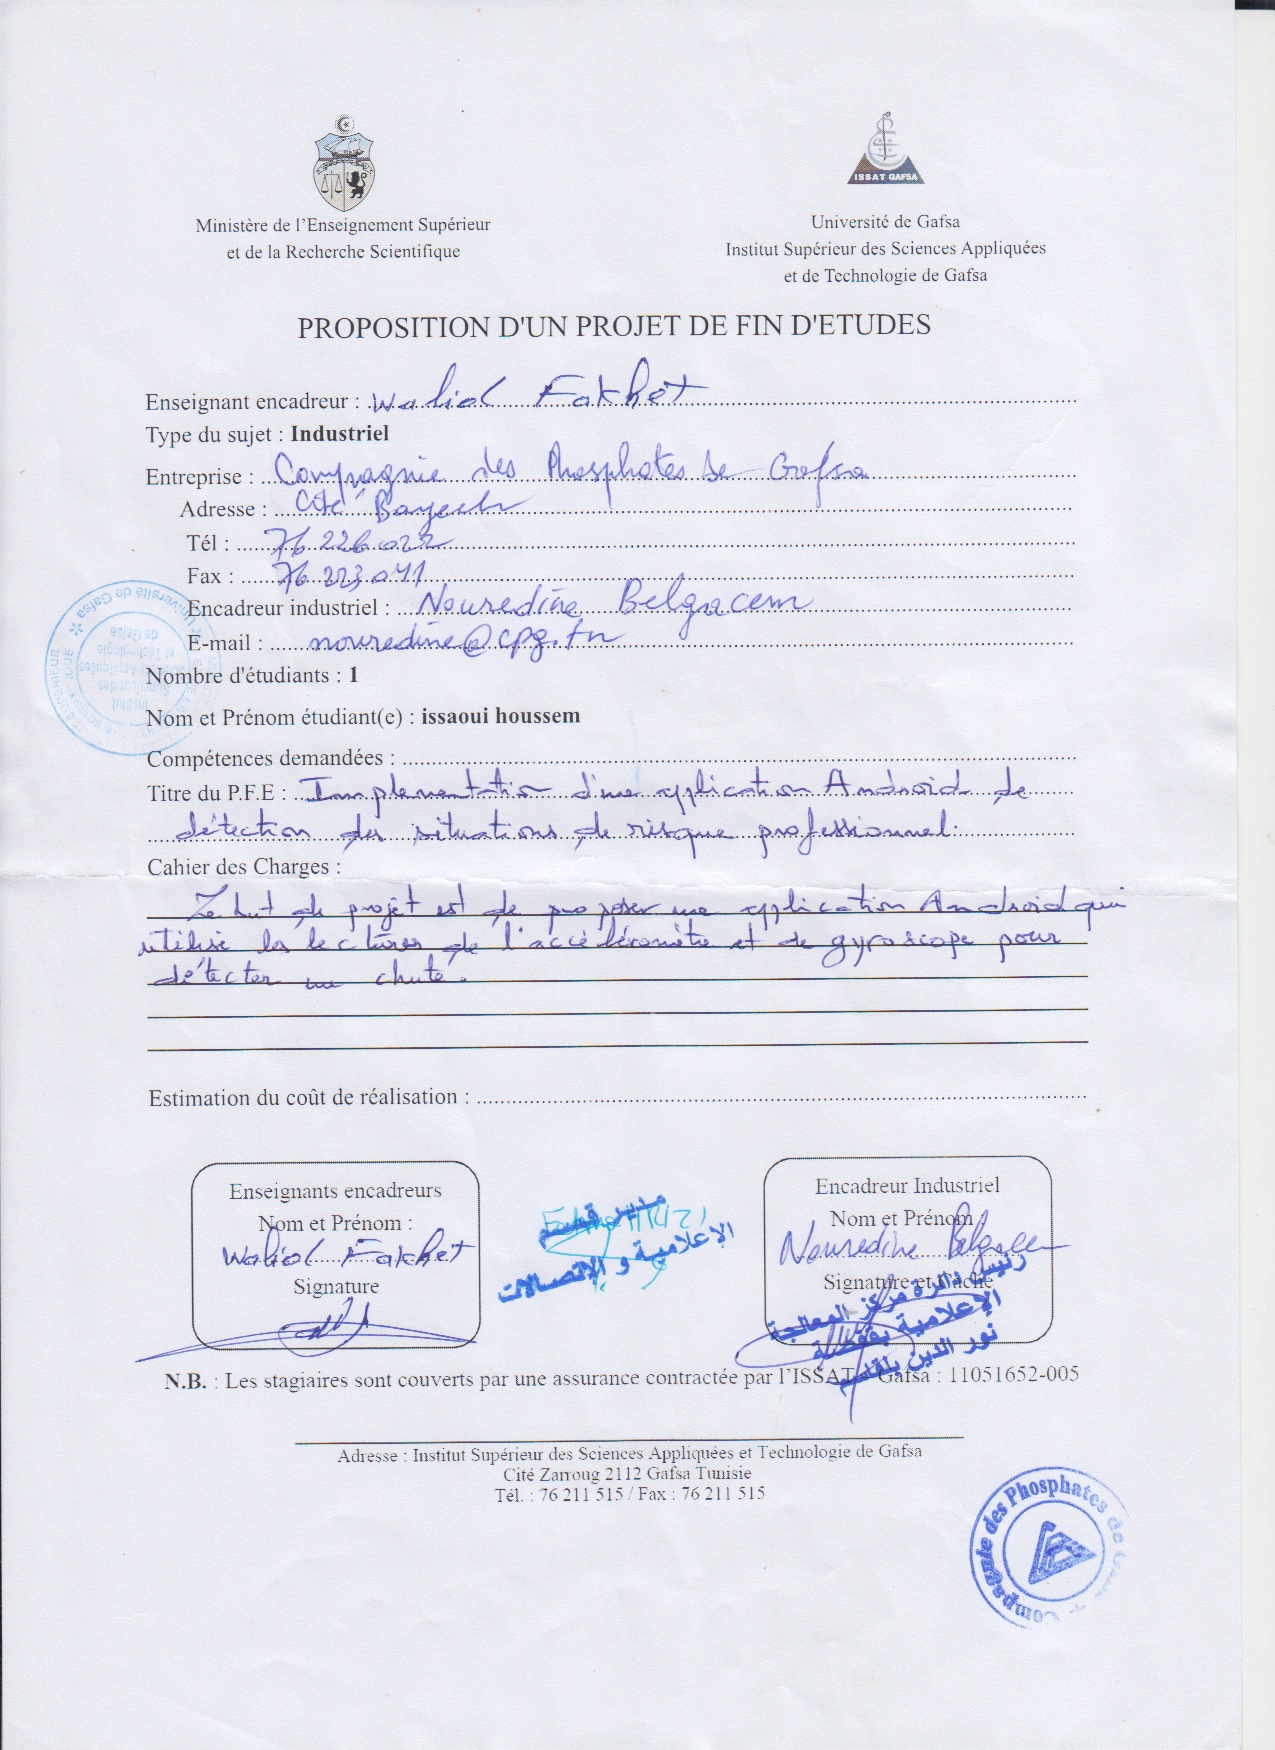 ISSAT GAFSA
Ministère de l'Enseignement Supérieur
et de la Recherche Scientifique
Université de Gafsa
Institut Supérieur des Sciences Appliquées
et de Technologie de Gafsa
PROPOSITION D'UN PROJET DE FIN D'ETUDES
Enseignant encadreur : Walid Fakhet
Type du sujet : Industriel
Entreprise : Compagnie des Phosphates de Gafsa
Adresse : Cité Bayech
Tél : 76 226 022
Fax : 76 223 041
Encadreur industriel : Nouredine Belgacem
E-mail : nouredine@cpg.tn
Nombre d'étudiants : 1
Nom et Prénom étudiant(e) : issaoui houssem
Compétences demandées :
Titre du P.F.E : Implementation d'une application Android de
détection des situations de risque professionnel.
Cahier des Charges :
Le but de projet est de proposer une application Android qui
utilise les lectures de l'accéléromètre et de gyroscope pour
détecter un chute.
Estimation du coût de réalisation :
Enseignants encadreurs
Nom et Prénom :
Walid Fakhet
Signature
مدير قسم
الإعلامية و الإتصالات
Encadreur Industriel
Nom et Prénom
Nouredine Belgacem
Signature et Cachet
رئيس دائرة مركز المعالجة
الإعلامية بقفصة
نور الدين بلقاسم
N.B. : Les stagiaires sont couverts par une assurance contractée par l'ISSAT Gafsa : 11051652-005
Adresse : Institut Supérieur des Sciences Appliquées et Technologie de Gafsa
Cité Zarroug 2112 Gafsa Tunisie
Tél. : 76 211 515 / Fax : 76 211 515
Université de Gafsa
Institut
Supérieur des
Sciences Appliquées
et Technologie
de Gafsa
Compagnie des Phosphates de Gafsa